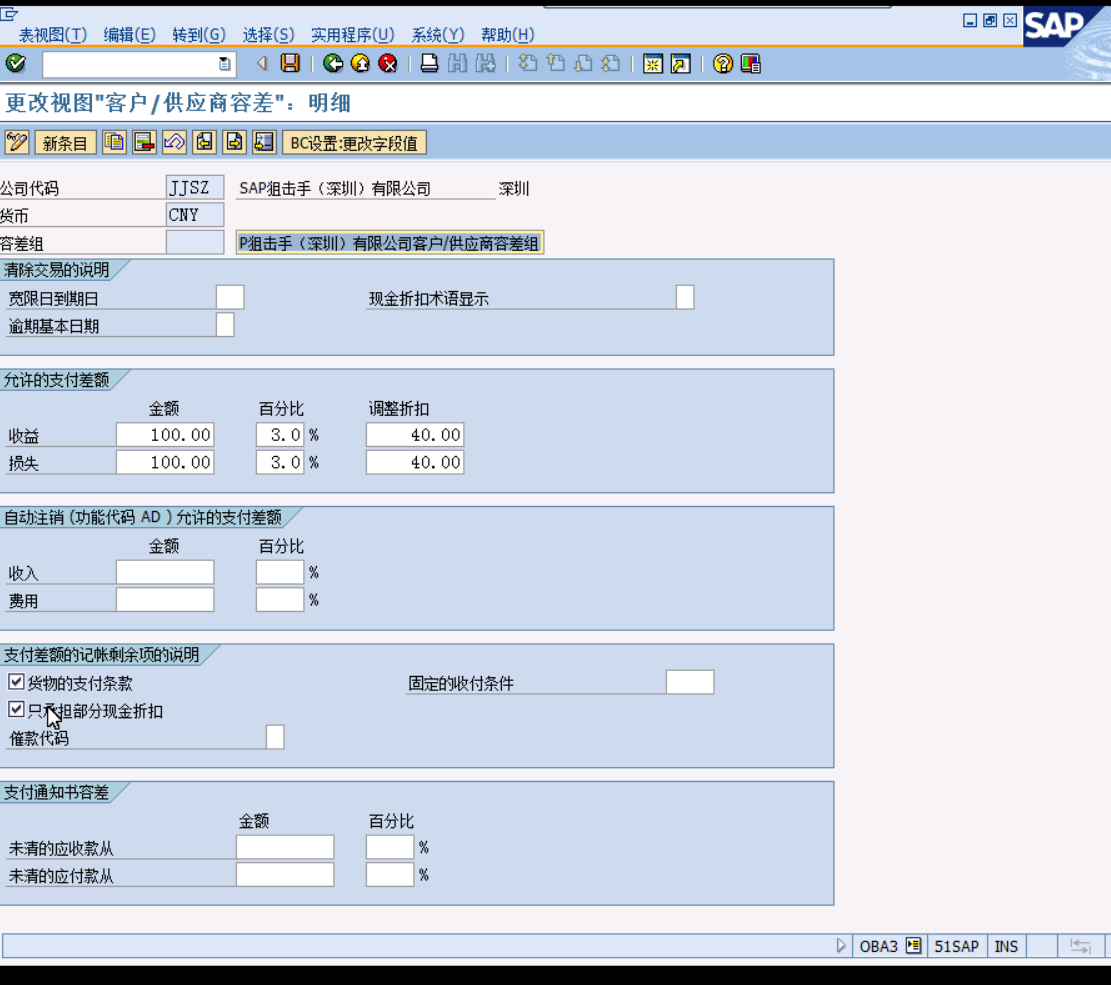 表视图(T) 编辑(E) 转到(G) 选择(S) 实用程序(U) 系统(Y) 帮助(H)
SAP
更改视图"客户/供应商容差": 明细
新条目 BC设置:更改字段值
公司代码 JJSZ SAP狙击手（深圳）有限公司 深圳
货币 CNY
容差组 P狙击手（深圳）有限公司客户/供应商容差组
清除交易的说明
宽限日到期日 现金折扣术语显示
逾期基本日期
允许的支付差额
金额 百分比 调整折扣
收益 100.00 3.0 % 40.00
损失 100.00 3.0 % 40.00
自动注销 (功能代码 AD ) 允许的支付差额
金额 百分比
收入 %
费用 %
支付差额的记帐剩余项的说明
货物的支付条款 固定的收付条件
只承担部分现金折扣
催款代码
支付通知书容差
金额 百分比
未清的应收款从 %
未清的应付款从 %
OBA3 51SAP INS